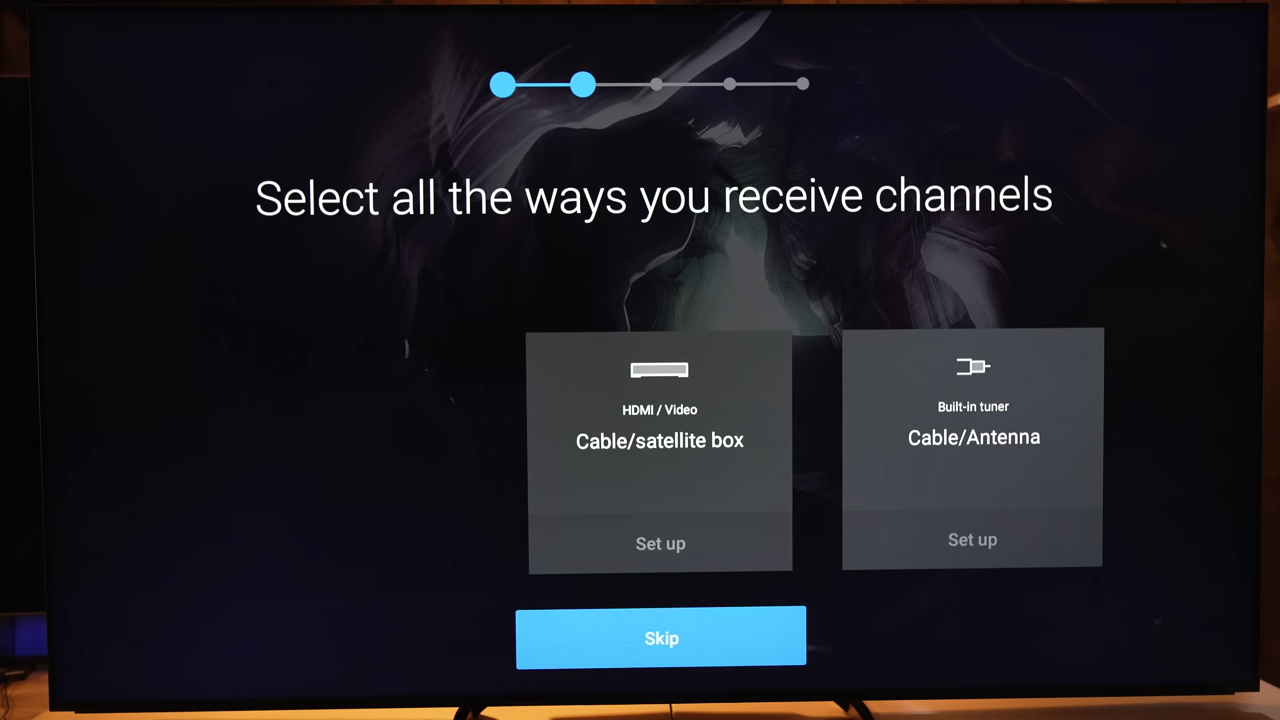 Select all the ways you receive channels
HDMI / Video
Cable/satellite box
Set up
Built-in tuner
Cable/Antenna
Set up
Skip